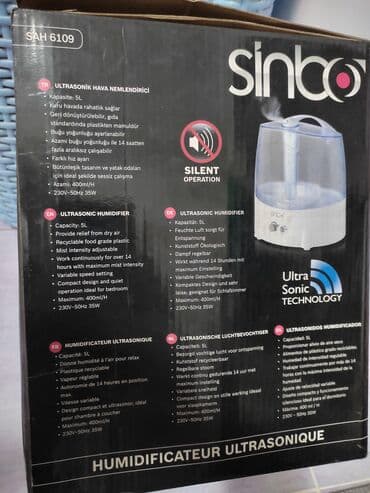 SAH 6109
sinbo
TR ULTRASONİK HAVA NEMLENDİRİCİ
• Kapasite: 5L
• Kuru havada rahatlık sağlar
• Geri dönüştürülebilir, gıda
standardında plastikten mamuldür
• Buğu yoğunluğu ayarlanabilir
• Azami buğu yoğunluğu ile 14 saatten
fazla aralıksız çalışabilir
• Farklı hız ayarı
• Bütünleşik tasarım ve yatak odaları
için ideal şekilde sessiz çalışma
• Azami: 400ml/H
• 230V~50Hz 35W
SILENT
OPERATION
EN ULTRASONIC HUMIDIFIER
• Capacity: 5L
• Provide relief from dry air
• Recyclable food grade plastic
• Mist intensity adjustable
• Work continuously for over 14
hours with maximum mist intensity
• Variable speed setting
• Compact design and quiet
operation ideal for bedroom
• Maximum: 400ml/H
• 230V~50Hz 35W
DE ULTRASONIC HUMIDIFIER
• Kapazität: 5L
• Feuchte Luft sorgt für
Entspannung
• Kunststoff Ökologisch
• Dampf regelbar
• Wirkt während 14 Stunden mit
maximum Einstellung
• Variable Geschwindigkeit
• Kompaktes Design und sehr
leise; geeignet für Schlafzimmer
• Maximum: 400ml/H
• 230V~50Hz 35W
sinbo
Ultra
Sonic
TECHNOLOGY
HUMIDIFICATEUR ULTRASONIQUE
• Capacité: 5L
• Donne humidité à l'air pour relax
• Plastique recyclable
• Vapeur réglable
• Autonomie de 14 heures en position
max.
• Vitesse variable
• Design compact et ultrasonic, idéal
pour chambre à coucher
• Maximum: 400ml/H
• 230V~50Hz 35W
NL ULTRASONISCHE LUCHTBEVOCHTIGER
• Capaciteit: 5L
• Bezorgd vochtige lucht voor ontspanning
• Kunststof recycleerbaar
• Regelbare stoom
• Werkt continu gedurende 14 uur met
maximum instelling
• Variabele snelheid
• Compact design en stille werking ideaal
voor slaapkamer
• Maximum: 400ml/H
• 230V~50Hz 35W
ES ULTRASONIDOS HUMIDIFICADOR
• Capacidad: 5L
• Proporcionar alivio de aire seco
• Alimentos de plástico grado reciclables
• Humedad de intensidad regulable
• Trabajar continuamente por más de 14
horas con la máxima intensidad de la
humedad
• Ajuste de velocidad variable
• Diseño compacto y funcionamiento
silencioso ideal para el dormitorio
• Máxima: 400 ml / H
• 230V ~ 50Hz 35W
HUMIDIFICATEUR ULTRASONIQUE